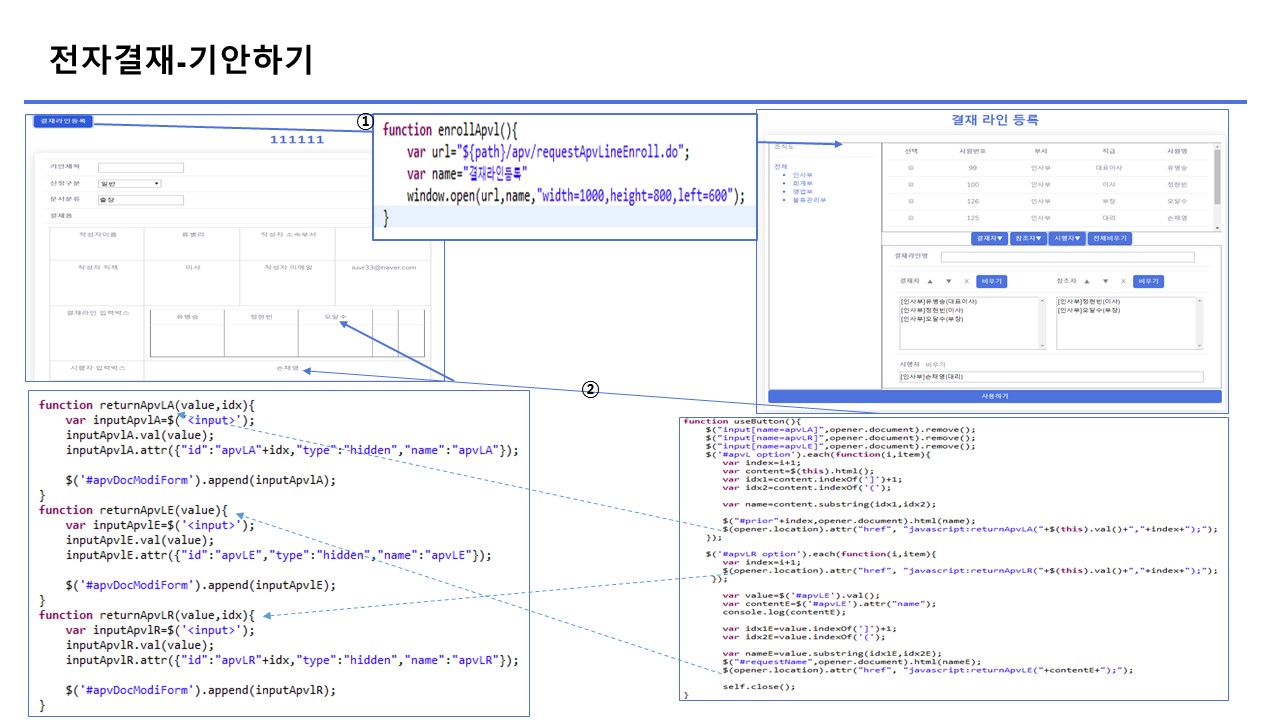 전자결재-기안하기
결재라인등록
111111
기안제목
신청구분
일반
문서분류
출장
결재용
작성자이름 류별리 작성자 소속부서
작성자 직책 이사 작성자 이메일 iuvr33@naver.com
결재라인 입력박스 유병승 정현빈 오달수
시행자 입력박스 손채영
①
function enrollApvl(){
var url="${path}/apv/requestApvLineEnroll.do";
var name="결재라인등록"
window.open(url,name,"width=1000,height=800,left=600");
}
결재 라인 등록
조직도
전체
인사부
회계부
영업부
물류관리부
선택 사원번호 부서 직급 사원명
99 인사부 대표이사 유병승
100 인사부 이사 정현빈
126 인사부 부장 오달수
125 인사부 대리 손채영
결재자▼ 참조자▼ 시행자▼ 전체비우기
결재라인명
결재자 ▲ ▼ X 비우기
참조자 ▲ ▼ X 비우기
[인사부]유병승(대표이사)
[인사부]정현빈(이사)
[인사부]오달수(부장)
[인사부]정현빈(이사)
[인사부]오달수(부장)
시행자 비우기
[인사부]손채영(대리)
사용하기
②
function returnApvLA(value,idx){
var inputApvlA=$('<input>');
inputApvlA.val(value);
inputApvlA.attr({"id":"apvLA"+idx,"type":"hidden","name":"apvLA"});
$('#apvDocModiForm').append(inputApvlA);
}
function returnApvLE(value){
var inputApvlE=$('<input>');
inputApvlE.val(value);
inputApvlE.attr({"id":"apvLE","type":"hidden","name":"apvLE"});
$('#apvDocModiForm').append(inputApvlE);
}
function returnApvLR(value,idx){
var inputApvlR=$('<input>');
inputApvlR.val(value);
inputApvlR.attr({"id":"apvLR"+idx,"type":"hidden","name":"apvLR"});
$('#apvDocModiForm').append(inputApvlR);
}
function useButton(){
$("input[name=apvLA]",opener.document).remove();
$("input[name=apvLR]",opener.document).remove();
$("input[name=apvLE]",opener.document).remove();
$('#apvL option').each(function(i,item){
var index=i+1;
var content=$(this).html();
var idx1=content.indexOf(']')+1;
var idx2=content.indexOf('(');
var name=content.substring(idx1,idx2);
$("#prior"+index,opener.document).html(name);
$(opener.location).attr("href", "javascript:returnApvLA("+$(this).val()+","+index+");");
});
$('#apvLR option').each(function(i,item){
var index=i+1;
$(opener.location).attr("href", "javascript:returnApvLR("+$(this).val()+","+index+");");
});
var value=$('#apvLE').val();
var contentE=$('#apvLE').attr("name");
console.log(contentE);
var idx1E=value.indexOf(']')+1;
var idx2E=value.indexOf('(');
var nameE=value.substring(idx1E,idx2E);
$("#requestName",opener.document).html(nameE);
$(opener.location).attr("href", "javascript:returnApvLE("+contentE+");");
self.close();
}